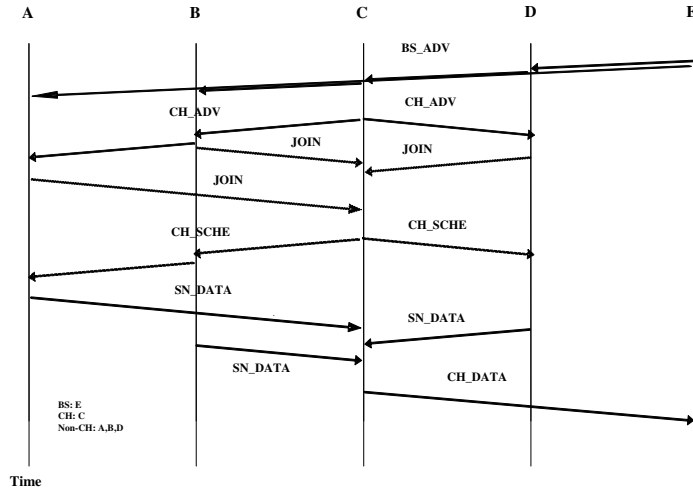 A B C D E
BS_ADV
CH_ADV
CH_ADV
JOIN
JOIN
JOIN
CH_SCHE
CH_SCHE
SN_DATA
SN_DATA
SN_DATA
CH_DATA
BS: E
CH: C
Non-CH: A,B,D
Time